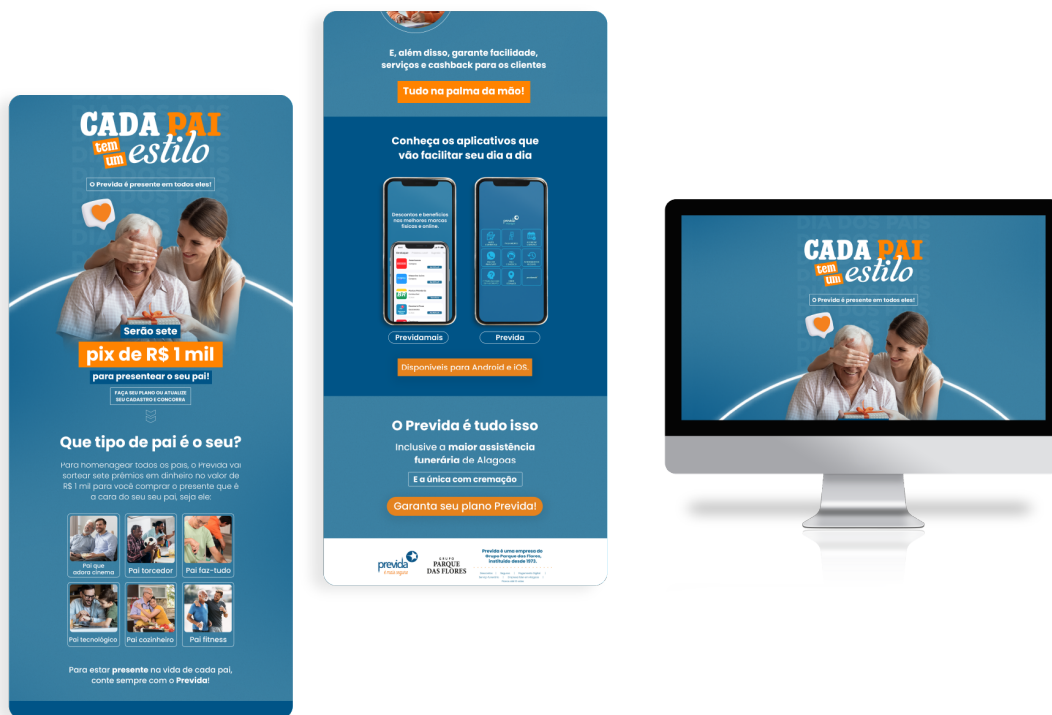 CADA PAI
tem
um estilo
O Previda é presente em todos eles!
Serão sete
pix de R$ 1 mil
para presentear o seu pai!
FAÇA SEU PLANO OU ATUALIZE
SEU CADASTRO E CONCORRA
Que tipo de pai é o seu?
Para homenagear todos os pais, o Previda vai
sortear sete prêmios em dinheiro no valor de
R$ 1 mil para você comprar o presente que é
a cara do seu seu pai, seja ele:
Pai que
adora cinema
Pai torcedor
Pai faz-tudo
Pai tecnológico
Pai cozinheiro
Pai fitness
Para estar presente na vida de cada pai,
conte sempre com o Previda!
E, além disso, garante facilidade,
serviços e cashback para os clientes
Tudo na palma da mão!
Conheça os aplicativos que
vão facilitar seu dia a dia
Descontos e benefícios
nas melhores marcas
físicas e online.
previda
Previdamais
Previda
Disponíveis para Android e iOS.
O Previda é tudo isso
Inclusive a maior assistência
funerária de Alagoas
E a única com cremação
Garanta seu plano Previda!
previda
GRUPO
PARQUE
DAS FLORES
Previda é uma empresa do
Grupo Parque das Flores,
instituído desde 1973.
DIA DOS PAIS
CADA PAI
tem
um estilo
O Previda é presente em todos eles!